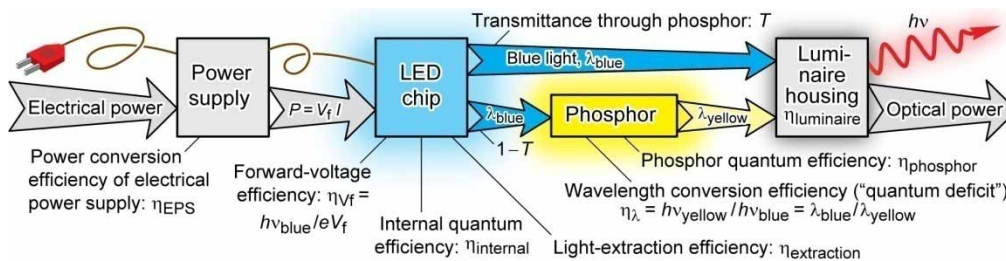 Transmittance through phosphor: T
hν
Power
supply
LED
chip
Blue light, λblue
Lumi-
naire
housing
ηluminaire
Electrical power
P = Vf I
λblue
Phosphor
λyellow
Optical power
1–T
Power conversion
efficiency of electrical
power supply: ηEPS
Forward-voltage
efficiency: ηVf =
hνblue/eVf
Internal quantum
efficiency: ηinternal
Phosphor quantum efficiency: ηphosphor
Wavelength conversion efficiency (“quantum deficit”)
ηλ = hνyellow/hνblue = λblue/λyellow
Light-extraction efficiency: ηextraction